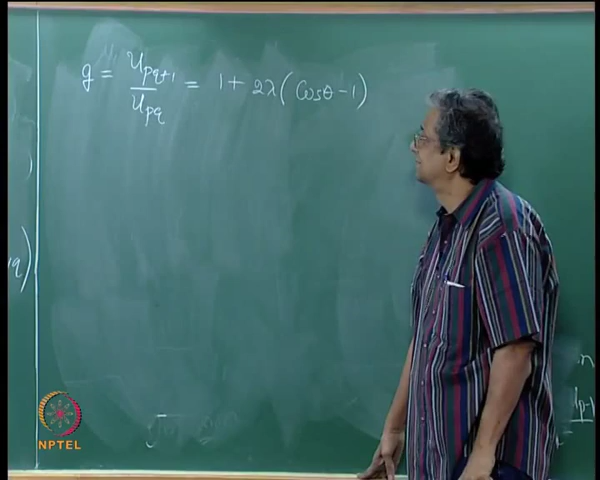 g = u_{pq+1} / u_{pq} = 1 + 2λ(Cosθ - 1)
q)
n
NPTEL